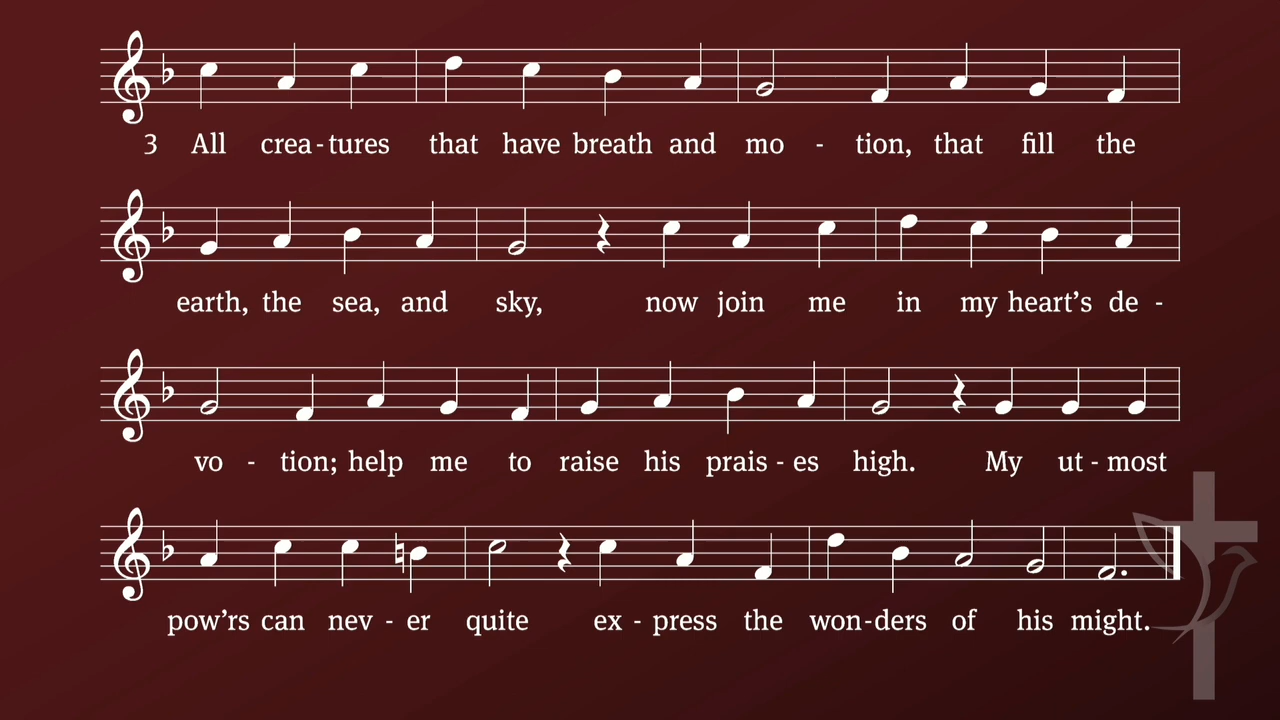 3 All crea - tures that have breath and mo - tion, that fill the
earth, the sea, and sky, now join me in my heart’s de -
vo - tion; help me to raise his prais - es high. My ut - most
pow’rs can nev - er quite ex - press the won - ders of his might.